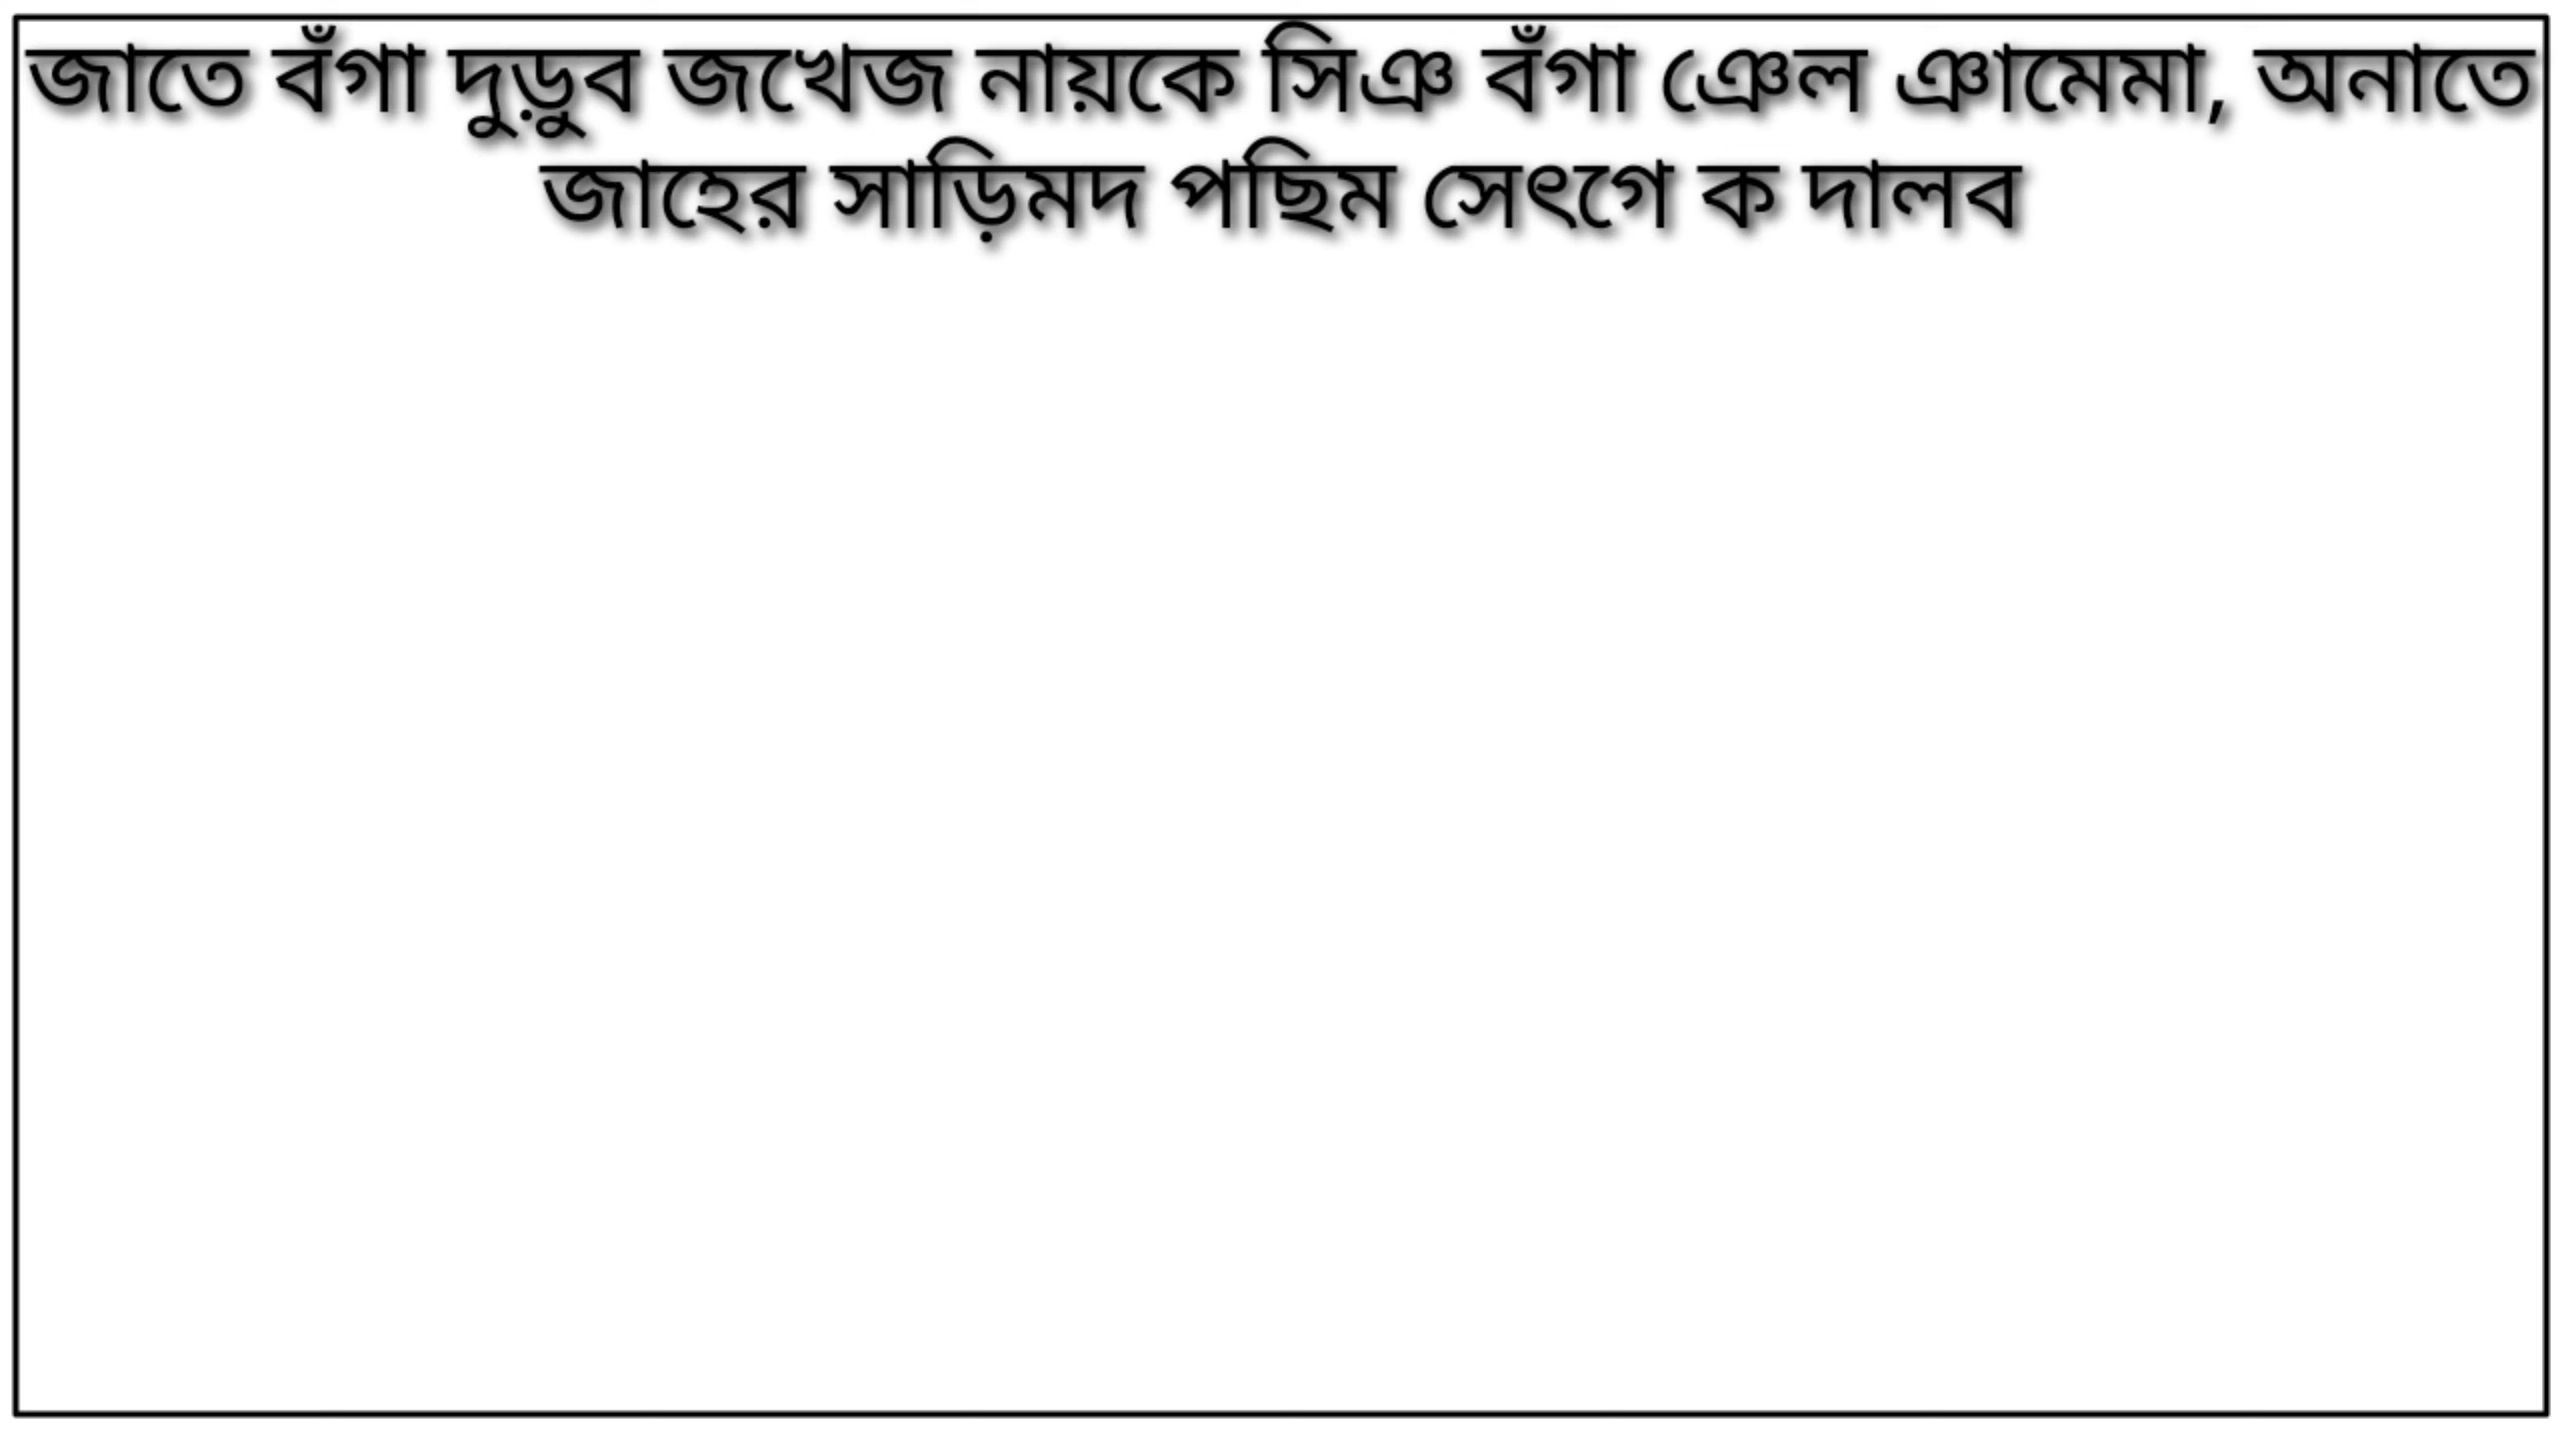 জাতে বঁগা দুড়ুব জখেজ নায়কে সিঞ বঁগা ঞেল ঞামেমা, অনাতে
জাহের সাড়িমদ পছিম সেৎগে ক দালব